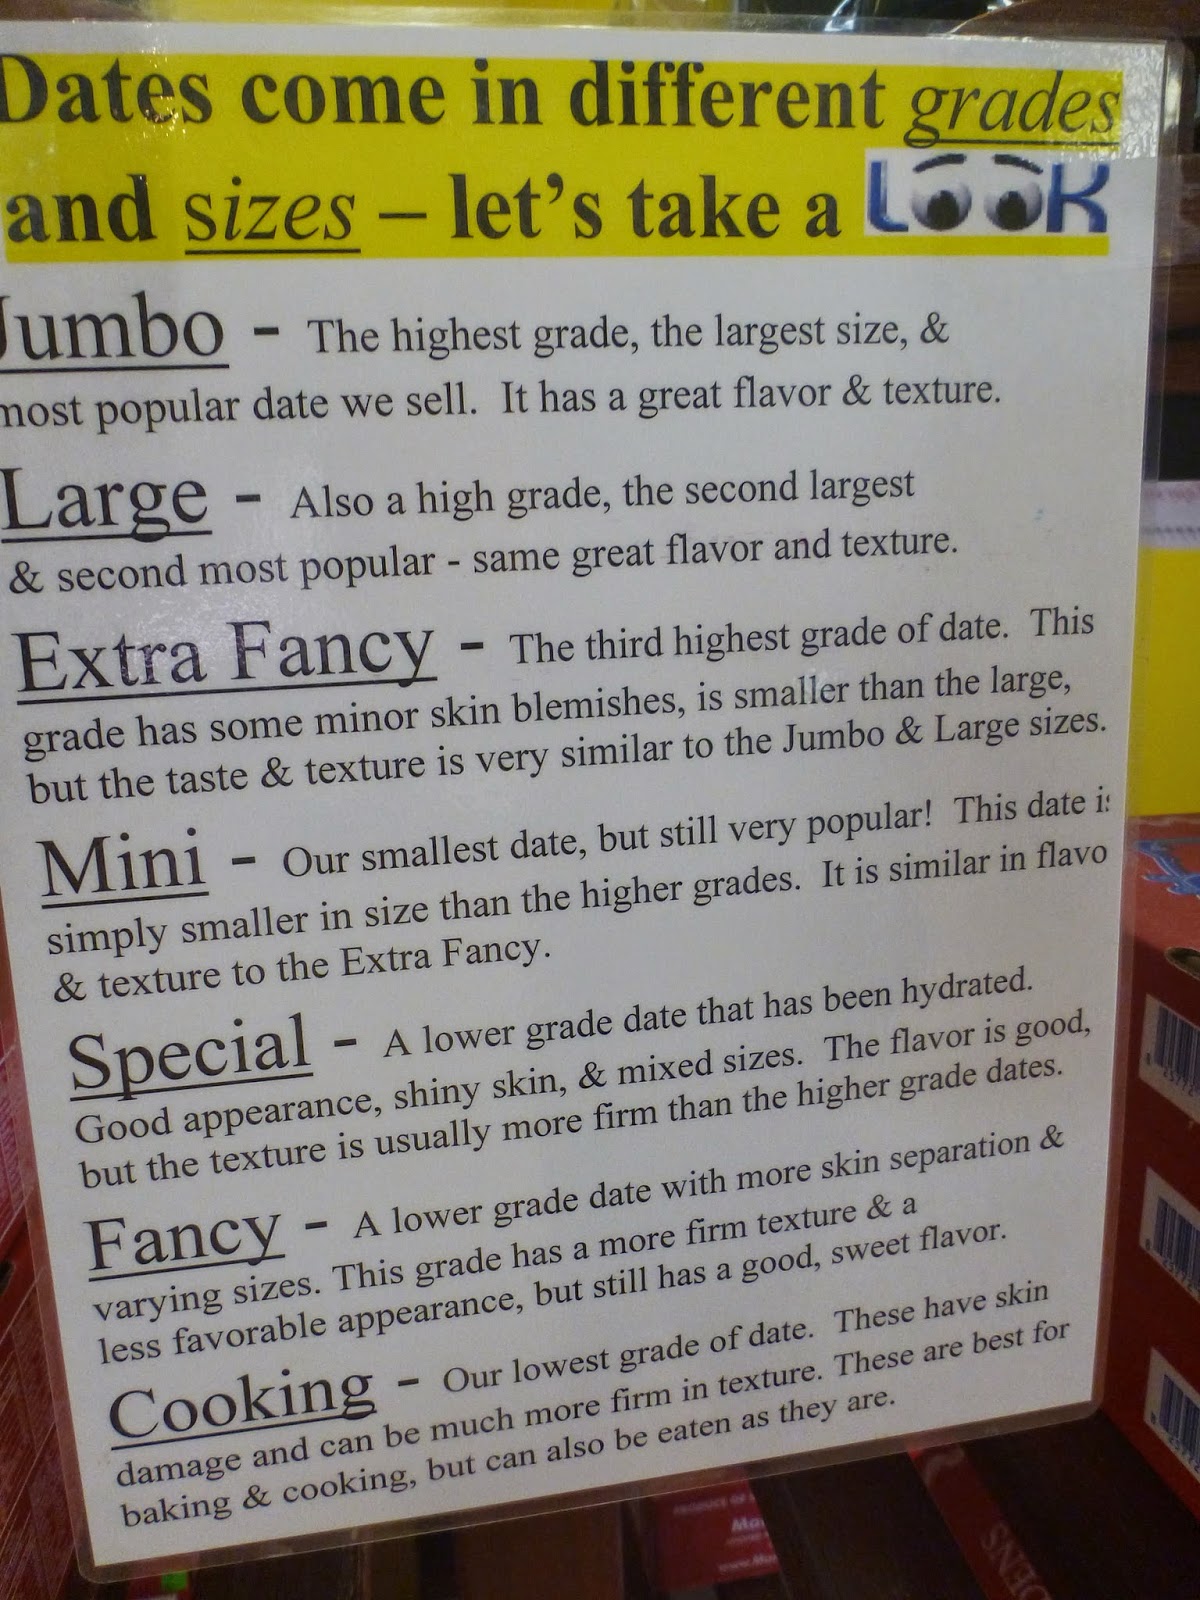 Dates come in different grades
and sizes – let's take a LOOK
Jumbo - The highest grade, the largest size, &
most popular date we sell. It has a great flavor & texture.
Large - Also a high grade, the second largest
& second most popular - same great flavor and texture.
Extra Fancy - The third highest grade of date. This
grade has some minor skin blemishes, is smaller than the large,
but the taste & texture is very similar to the Jumbo & Large sizes.
Mini - Our smallest date, but still very popular! This date is
simply smaller in size than the higher grades. It is similar in flavo
& texture to the Extra Fancy.
Special - A lower grade date that has been hydrated.
Good appearance, shiny skin, & mixed sizes. The flavor is good,
but the texture is usually more firm than the higher grade dates.
Fancy - A lower grade date with more skin separation &
varying sizes. This grade has a more firm texture & a
less favorable appearance, but still has a good, sweet flavor.
Cooking - Our lowest grade of date. These have skin
damage and can be much more firm in texture. These are best for
baking & cooking, but can also be eaten as they are.
PRODUCT OF